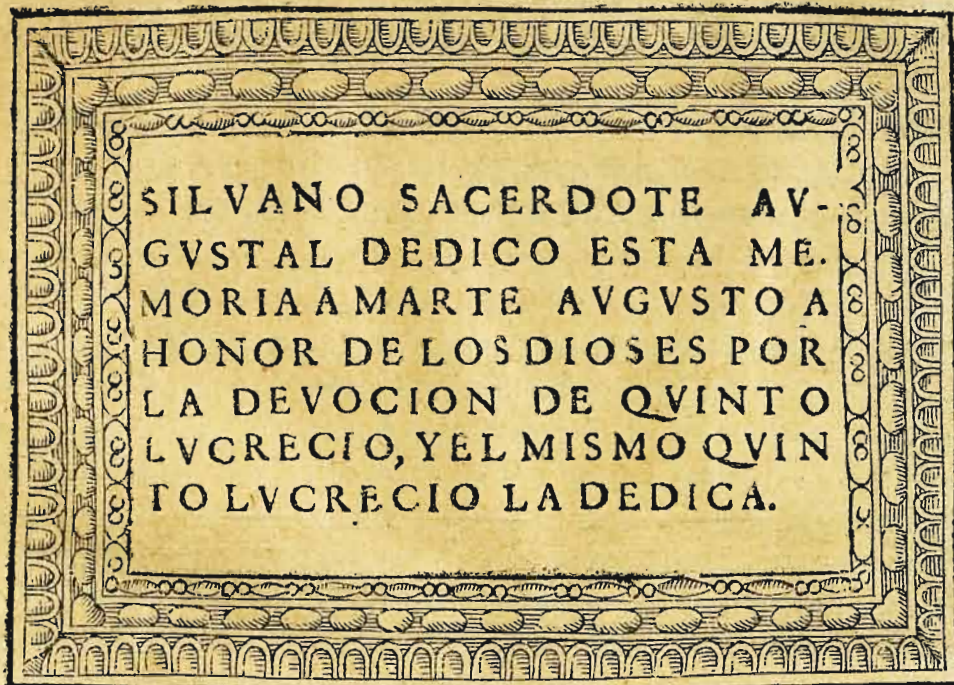 SILVANO SACERDOTE AV-
GVSTAL DEDICO ESTA ME-
MORIA A MARTE AVGVSTO A
HONOR DE LOS DIOSES POR
LA DEVOCION DE QVINTO
LVCRECIO, Y EL MISMO QVIN
TO LVCRECIO LA DEDICA.